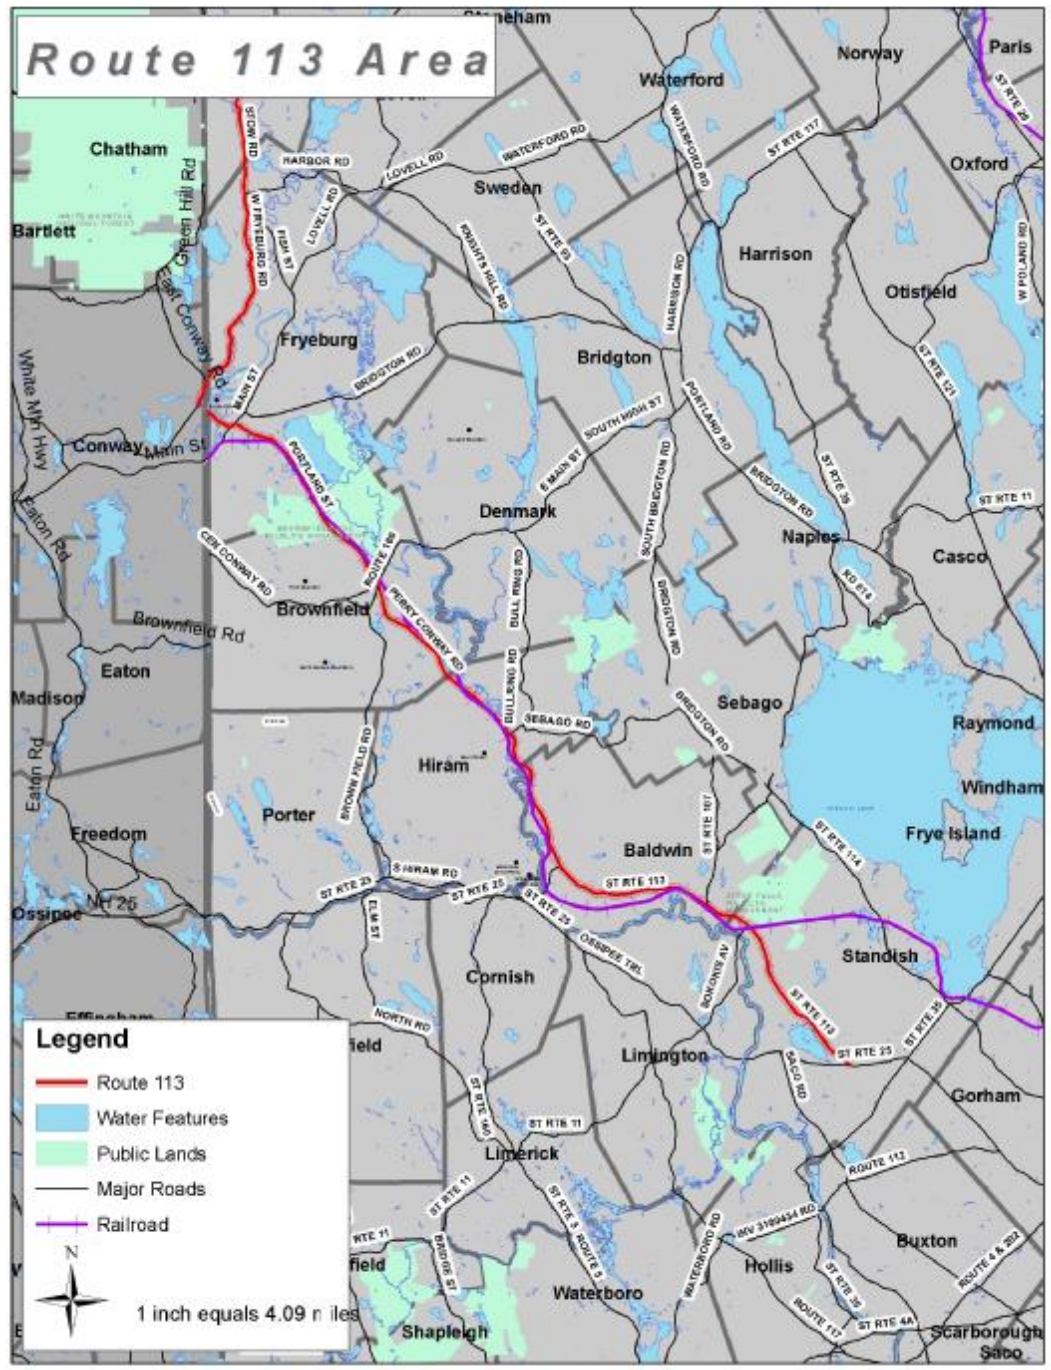 Stoneham
Route 113 Area
Norway
Paris
Waterford
ST RTE 26
STOW RD
WATERFORD RD
ST RTE 117
Chatham
HARBOR RD
LOVELL RD
WATERFORD RD
Oxford
Green Hill Rd
Sweden
W FRYEBURG RD
LOVELL RD
Bartlett
FISH ST
KNIGHTS HILL RD
ST RTE 93
Harrison
W POLAND RD
East Conway Rd
HARRISON RD
Otisfield
Fryeburg
Bridgton
White Mtn Hwy
BRIDGTON RD
ST RTE 121
MAIN ST
PORTLAND RD
SOUTH HIGH ST
Conway
Main St
PORTLAND ST
E MAIN ST
ST RTE 35
BRIDGTON RD
ST RTE 11
Eaton Rd
Denmark
SOUTH BRIDGTON RD
Naples
CEN CONWAY RD
ROUTE 160
Casco
BULL RING RD
Brownfield
Brownfield Rd
PERKY CONWAY RD
BRIDGTON RD
Eaton
BULLRING RD
Madison
Sebago
SEBAGO RD
BRIDGTON RD
Raymond
Eaton Rd
BROWNFIELD RD
Hiram
Windham
Porter
ST RTE 107
ST RTE 114
Freedom
Frye Island
Baldwin
S HIRAM RD
ST RTE 25
ST RTE 25
ST RTE 113
NH 25
Ossipee
ELM ST
ST RTE 25
OSSIPEE TRL
Standish
Cornish
ST RTE 113
ST RTE 35
Effingham
NORTH RD
Legend
field
Limington
ST RTE 25
SACO RD
Route 113
Gorham
Water Features
ST RTE 160
ST RTE 11
Public Lands
Limerick
ROUTE 112
Major Roads
ST RTE 11
Railroad
ST RTE 5
ROUTE 5
INV 3100434 RD
RTE 11
BRIDGE ST
WATERBORO RD
Buxton
ROUTE 4 & 202
N
field
Hollis
ST RTE 35
1 inch equals 4.09 miles
Waterboro
ROUTE 117
ST RTE 4A
Shapleigh
Scarborough
Saco